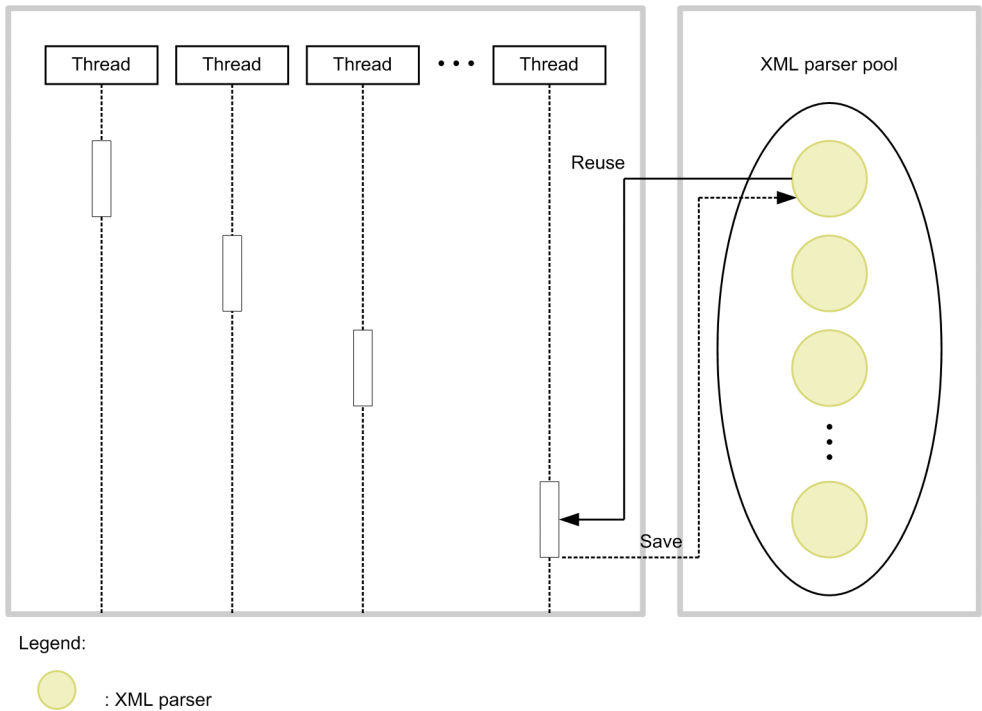 Thread Thread Thread • • • Thread
XML parser pool
Reuse
Save
Legend:
: XML parser